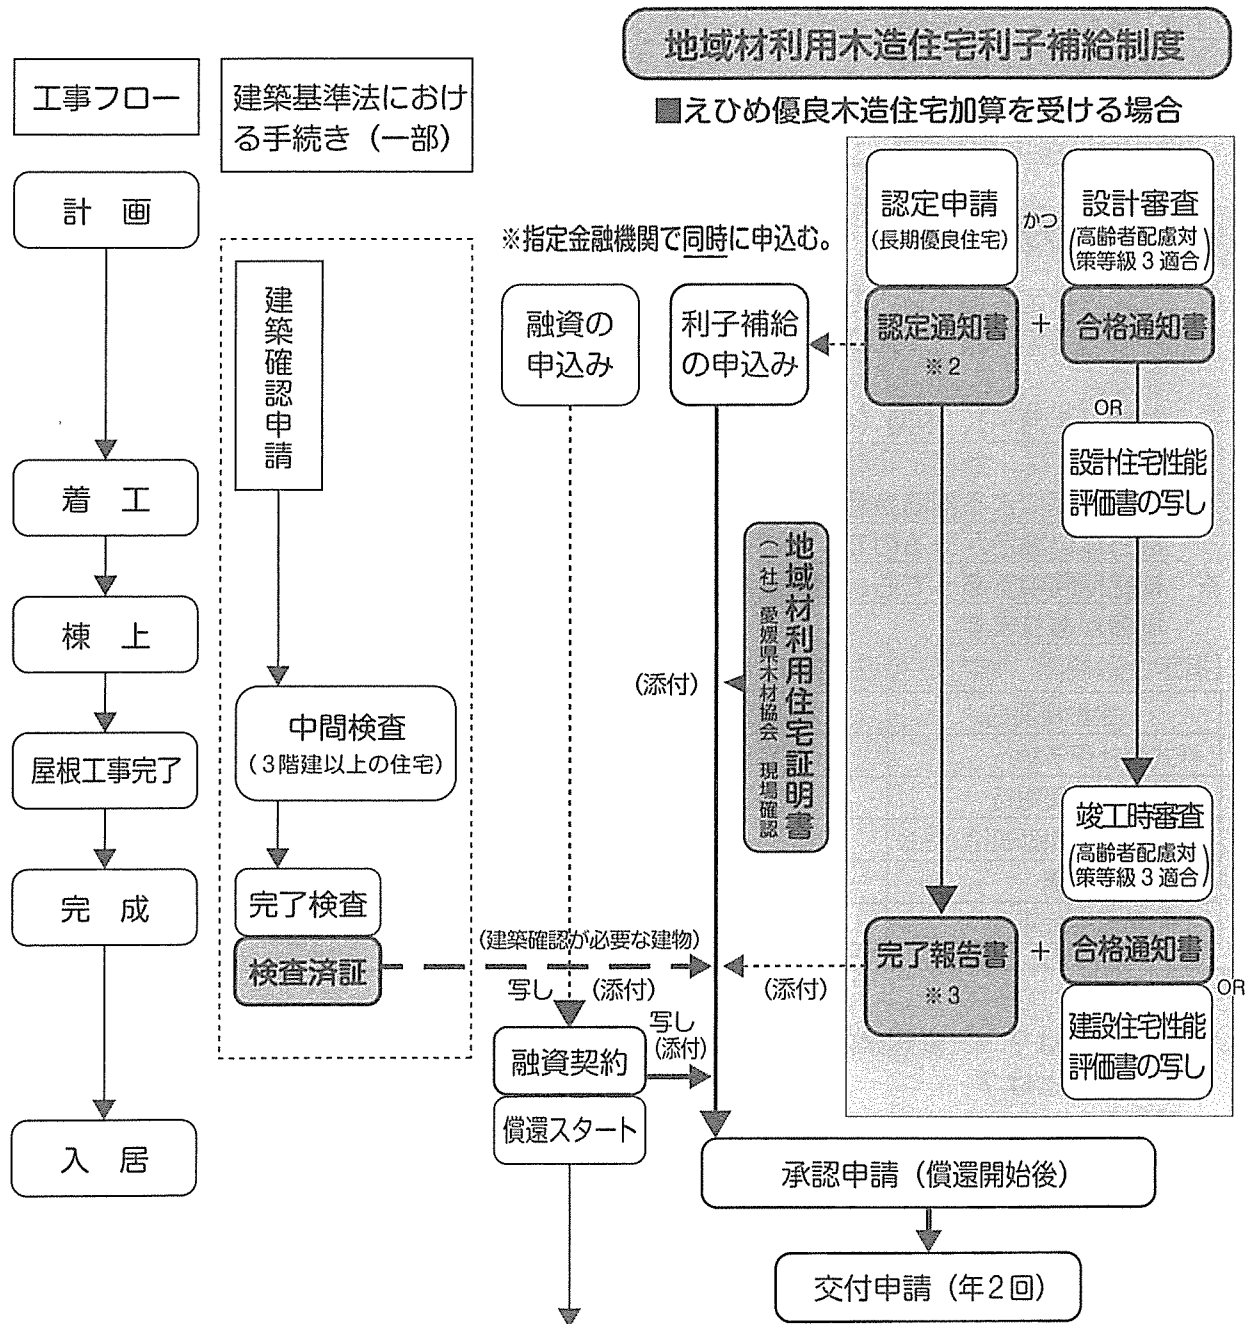 地域材利用木造住宅利子補給制度
工事フロー
建築基準法におけ
る手続き（一部）
■えひめ優良木造住宅加算を受ける場合
計　画
着　工
棟　上
屋根工事完了
完　成
入　居
建築確認申請
中間検査
（３階建以上の住宅）
完了検査
検査済証
※指定金融機関で同時に申込む。
融資の
申込み
利子補給
の申込み
認定申請
（長期優良住宅）
かつ
設計審査
（高齢者配慮対
策等級３適合）
認定通知書
※2
+
合格通知書
OR
設計住宅性能
評価書の写し
地域材利用住宅証明書
（一社）愛媛県木材協会　現場確認
（添付）
竣工時審査
（高齢者配慮対
策等級３適合）
（建築確認が必要な建物）
写し　（添付）
（添付）
完了報告書
※3
+
合格通知書
OR
建設住宅性能
評価書の写し
融資契約
写し
（添付）
償還スタート
承認申請（償還開始後）
交付申請（年２回）